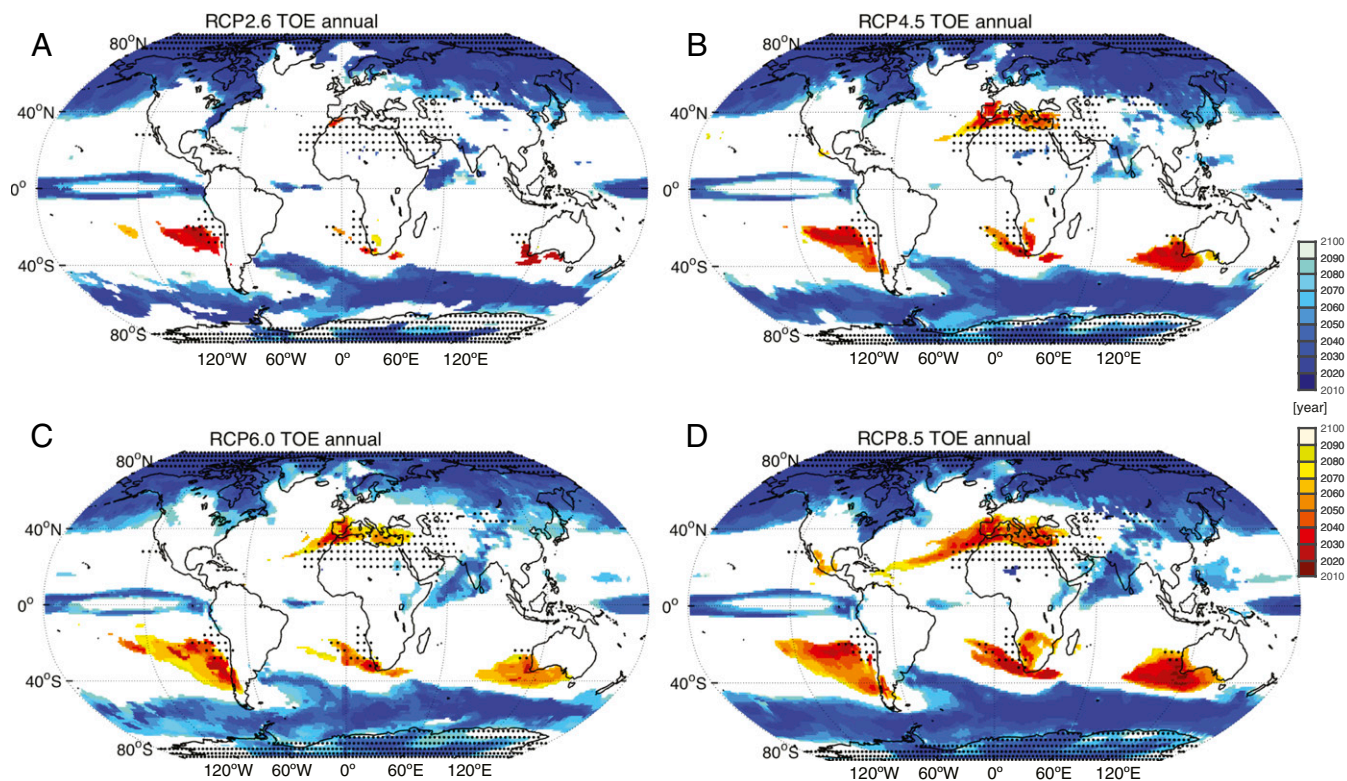 RCP2.6 TOE annual
A
80°N
40°N
0°
40°S
80°S
120°W 60°W 0° 60°E 120°E
RCP4.5 TOE annual
B
80°N
40°N
0°
40°S
80°S
120°W 60°W 0° 60°E 120°E
2100
2090
2080
2070
2060
2050
2040
2030
2020
2010
[year]
2100
2090
2080
2070
2060
2050
2040
2030
2020
2010
RCP6.0 TOE annual
C
80°N
40°N
0°
40°S
80°S
120°W 60°W 0° 60°E 120°E
RCP8.5 TOE annual
D
80°N
40°N
0°
40°S
80°S
120°W 60°W 0° 60°E 120°E